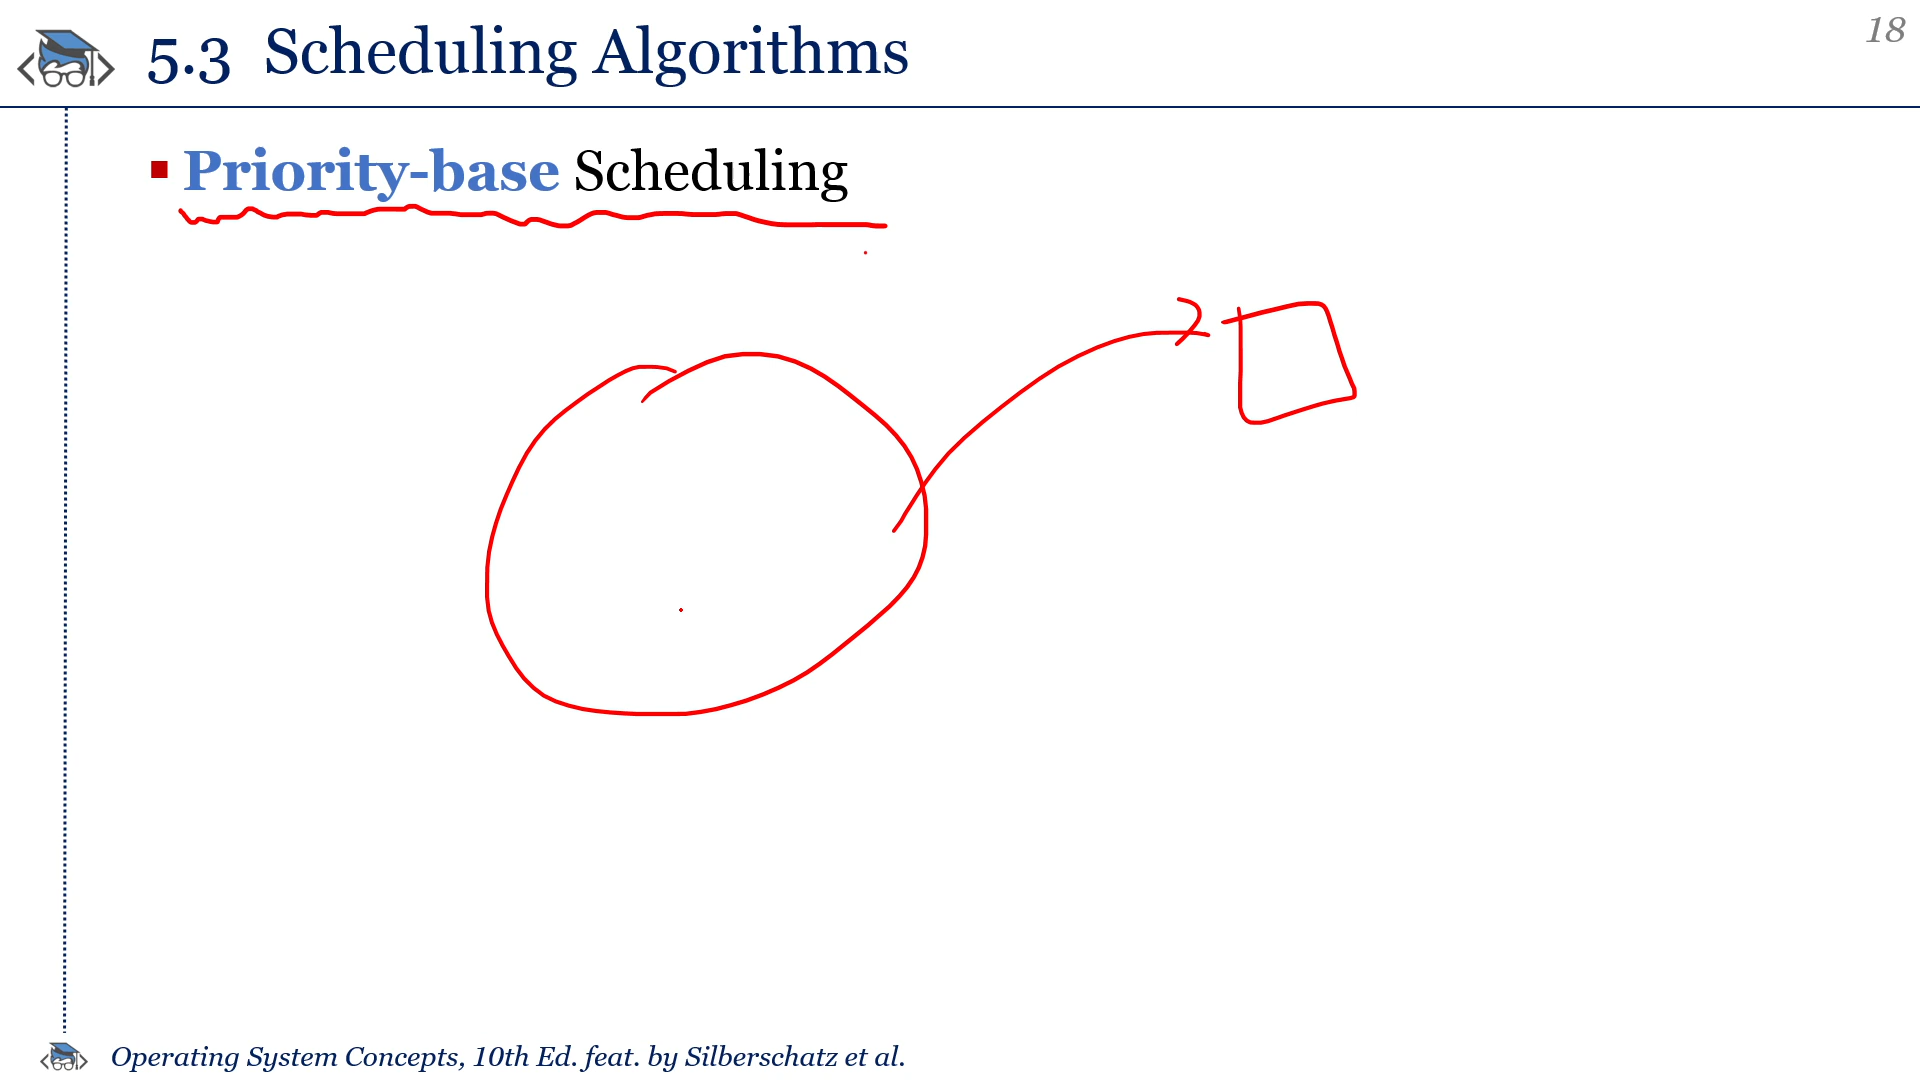 18
5.3 Scheduling Algorithms
Priority-base Scheduling
Operating System Concepts, 10th Ed. feat. by Silberschatz et al.